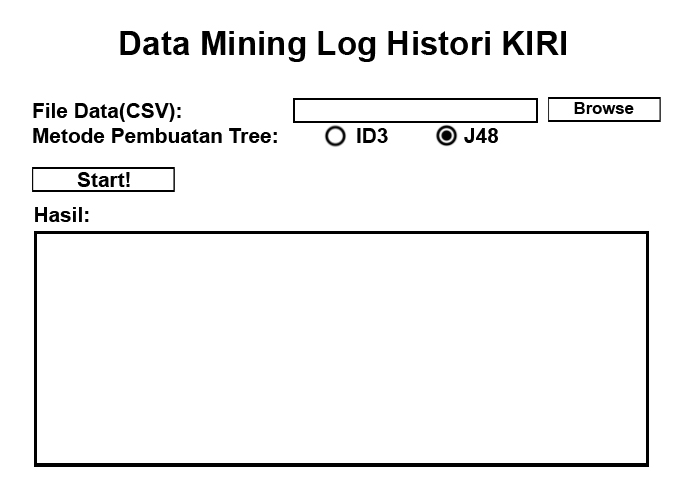 Data Mining Log Histori KIRI
File Data(CSV): Browse
Metode Pembuatan Tree: ID3 J48
Start!
Hasil: